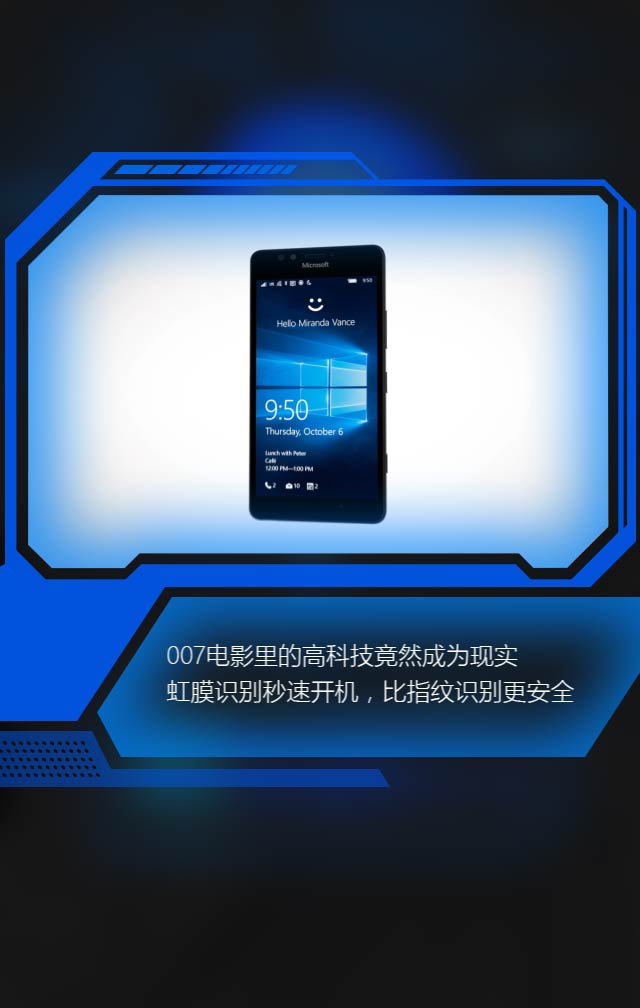 Microsoft
9:50
Hello Miranda Vance
9:50
Thursday, October 6
Lunch with Peter
Café
12:00 PM—1:00 PM
2 10 2
007电影里的高科技竟然成为现实
虹膜识别秒速开机，比指纹识别更安全